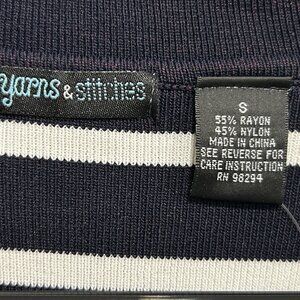 yarns & stitches
S
55% RAYON
45% NYLON
MADE IN CHINA
SEE REVERSE FOR
CARE INSTRUCTION
RN 98294